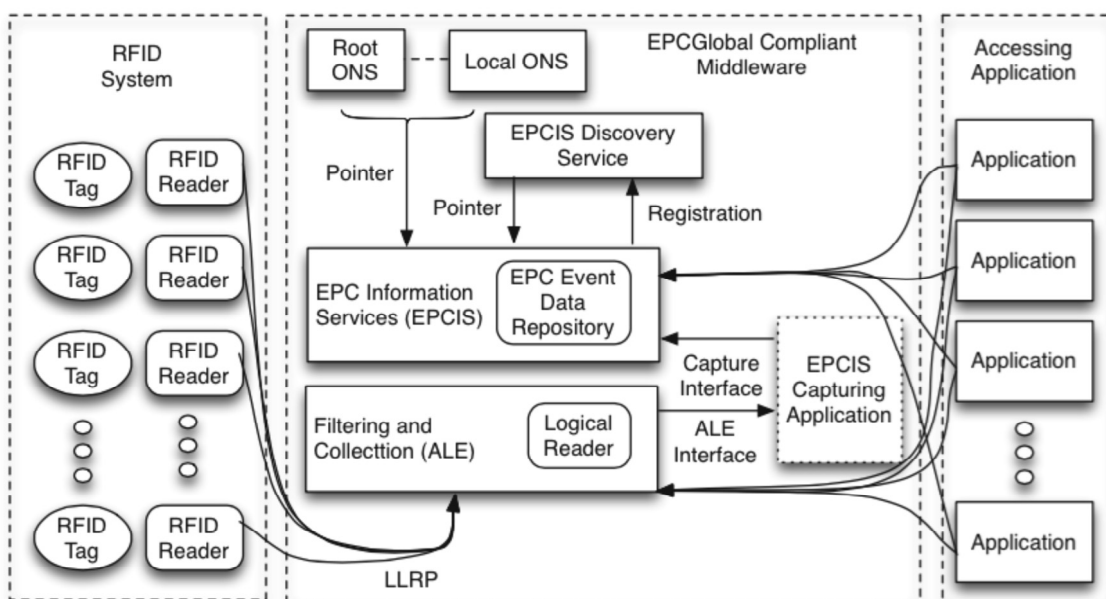 RFID
System
RFID
Tag
RFID
Reader
RFID
Tag
RFID
Reader
RFID
Tag
RFID
Reader
RFID
Tag
RFID
Reader
EPCGlobal Compliant
Middleware
Root
ONS
Local ONS
EPCIS Discovery
Service
Pointer
Pointer
Registration
EPC Information
Services (EPCIS)
EPC Event
Data
Repository
Capture
Interface
EPCIS
Capturing
Application
Filtering and
Collecttion (ALE)
Logical
Reader
ALE
Interface
LLRP
Accessing
Application
Application
Application
Application
Application